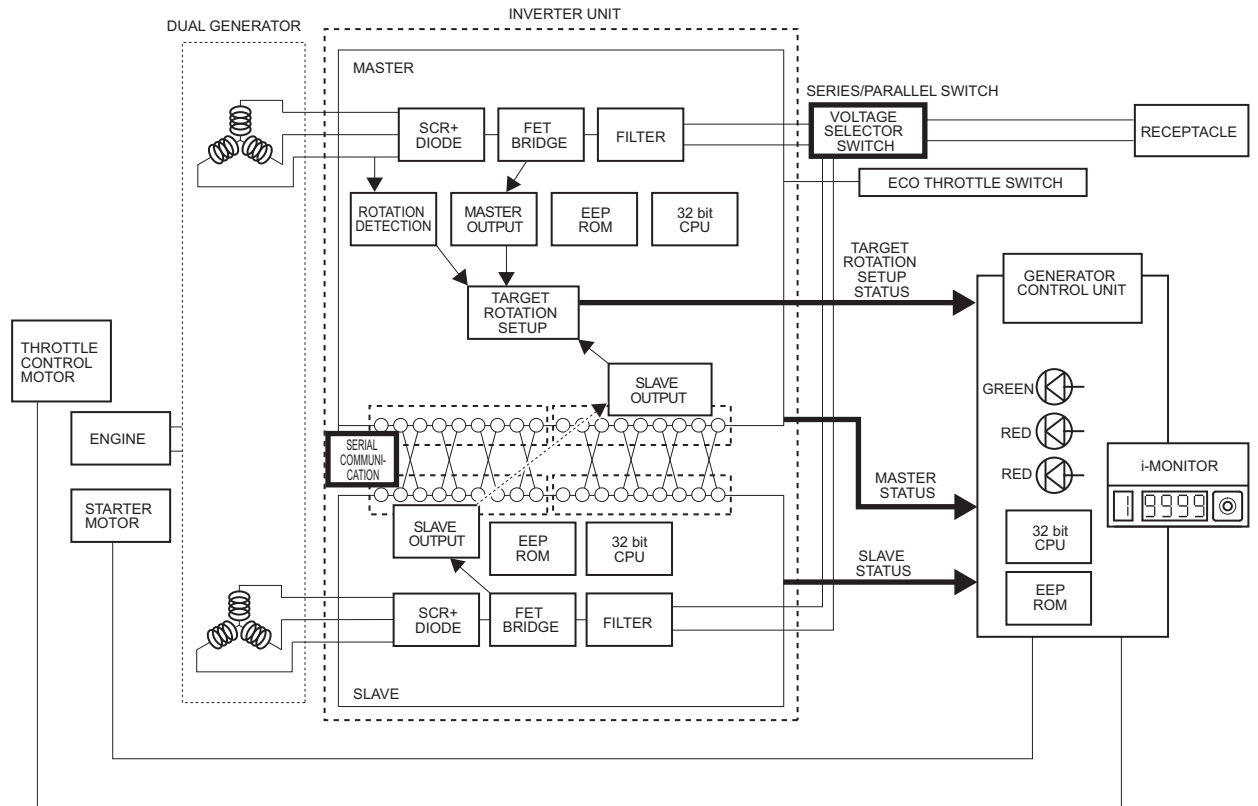 INVERTER UNIT
DUAL GENERATOR
MASTER
SERIES/PARALLEL SWITCH
SCR+
DIODE
FET
BRIDGE
FILTER
VOLTAGE
SELECTOR
SWITCH
RECEPTACLE
ECO THROTTLE SWITCH
ROTATION
DETECTION
MASTER
OUTPUT
EEP
ROM
32 bit
CPU
TARGET
ROTATION
SETUP
STATUS
GENERATOR
CONTROL UNIT
TARGET
ROTATION
SETUP
THROTTLE
CONTROL
MOTOR
SLAVE
OUTPUT
GREEN
RED
RED
ENGINE
SERIAL
COMMUNI-
CATION
i-MONITOR
1 9999
MASTER
STATUS
STARTER
MOTOR
SLAVE
OUTPUT
EEP
ROM
32 bit
CPU
32 bit
CPU
SLAVE
STATUS
EEP
ROM
SCR+
DIODE
FET
BRIDGE
FILTER
SLAVE